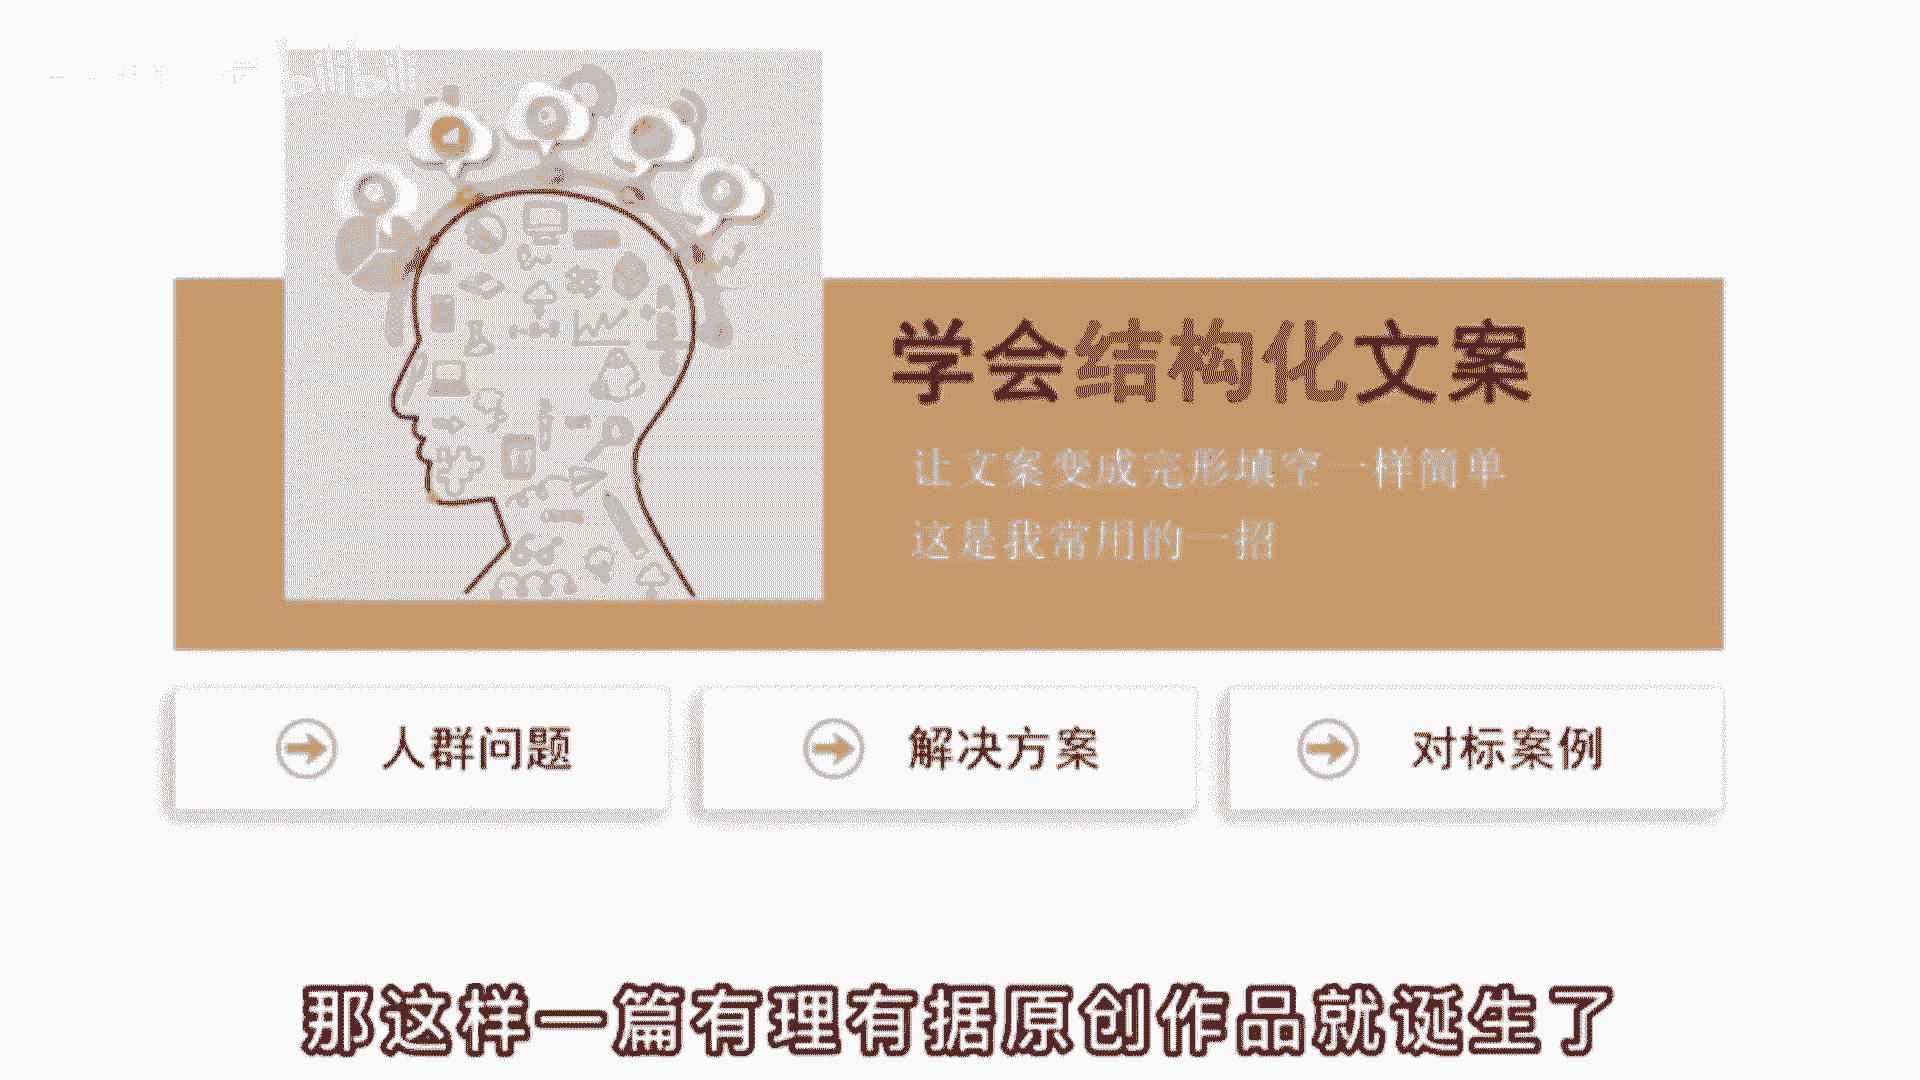 bilibili
学会结构化文案
让文案变成完形填空一样简单
这是我常用的一招
人群问题
解决方案
对标案例
那这样一篇有理有据原创作品就诞生了